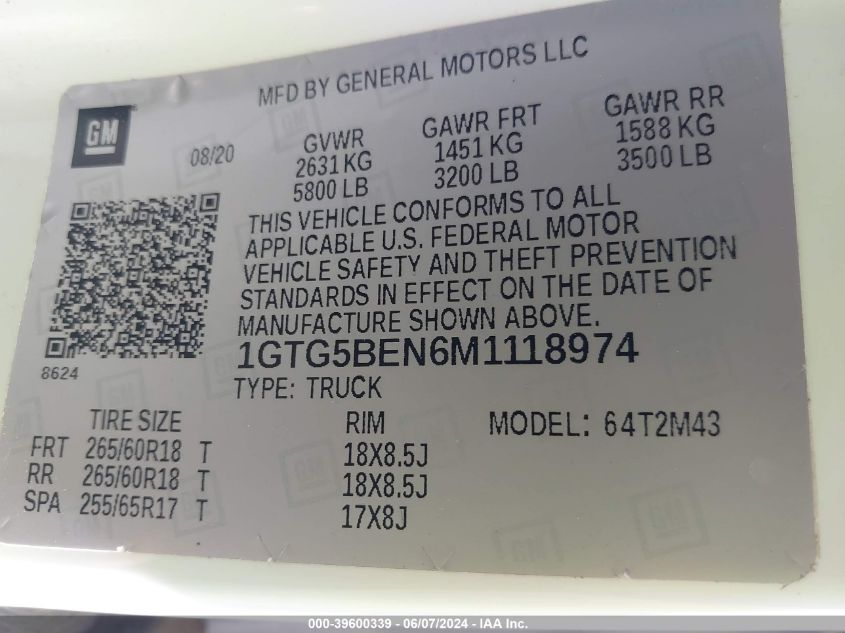 MFD BY GENERAL MOTORS LLC
GM
08/20
GVWR
2631 KG
5800 LB
GAWR FRT
1451 KG
3200 LB
GAWR RR
1588 KG
3500 LB
THIS VEHICLE CONFORMS TO ALL
APPLICABLE U.S. FEDERAL MOTOR
VEHICLE SAFETY AND THEFT PREVENTION
STANDARDS IN EFFECT ON THE DATE OF
MANUFACTURE SHOWN ABOVE.
8624
1GTG5BEN6M1118974
TYPE: TRUCK
TIRE SIZE RIM MODEL: 64T2M43
FRT 265/60R18 T 18X8.5J
RR 265/60R18 T 18X8.5J
SPA 255/65R17 T 17X8J
000-39600339 - 06/07/2024 - IAA Inc.